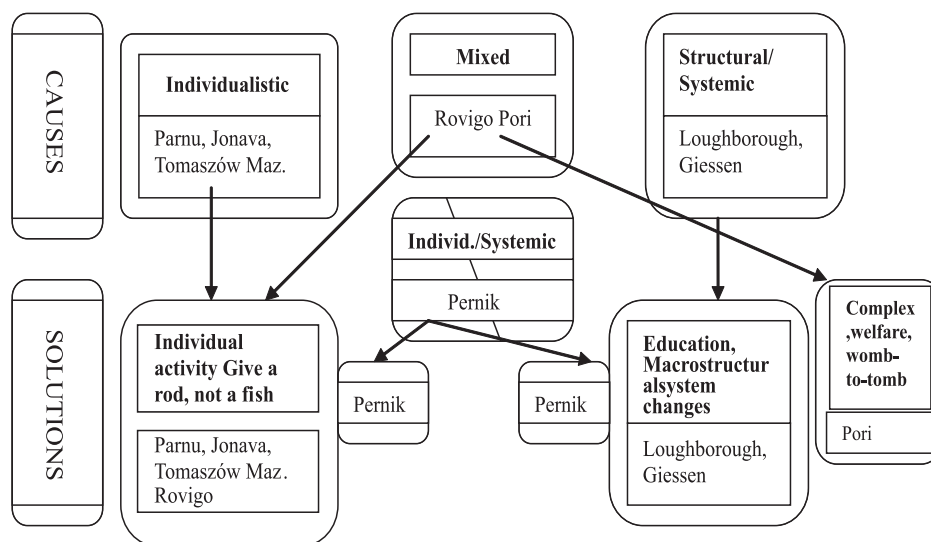 CAUSES
Individualistic
Parnu, Jonava,
Tomaszów Maz.
Mixed
Rovigo Pori
Structural/
Systemic
Loughborough,
Giessen
Individ./Systemic
Pernik
SOLUTIONS
Individual
activity Give a
rod, not a fish
Parnu, Jonava,
Tomaszów Maz.
Rovigo
Pernik
Pernik
Education,
Macrostructur
alsystem
changes
Loughborough,
Giessen
Complex
,welfare,
womb-
to-tomb
Pori